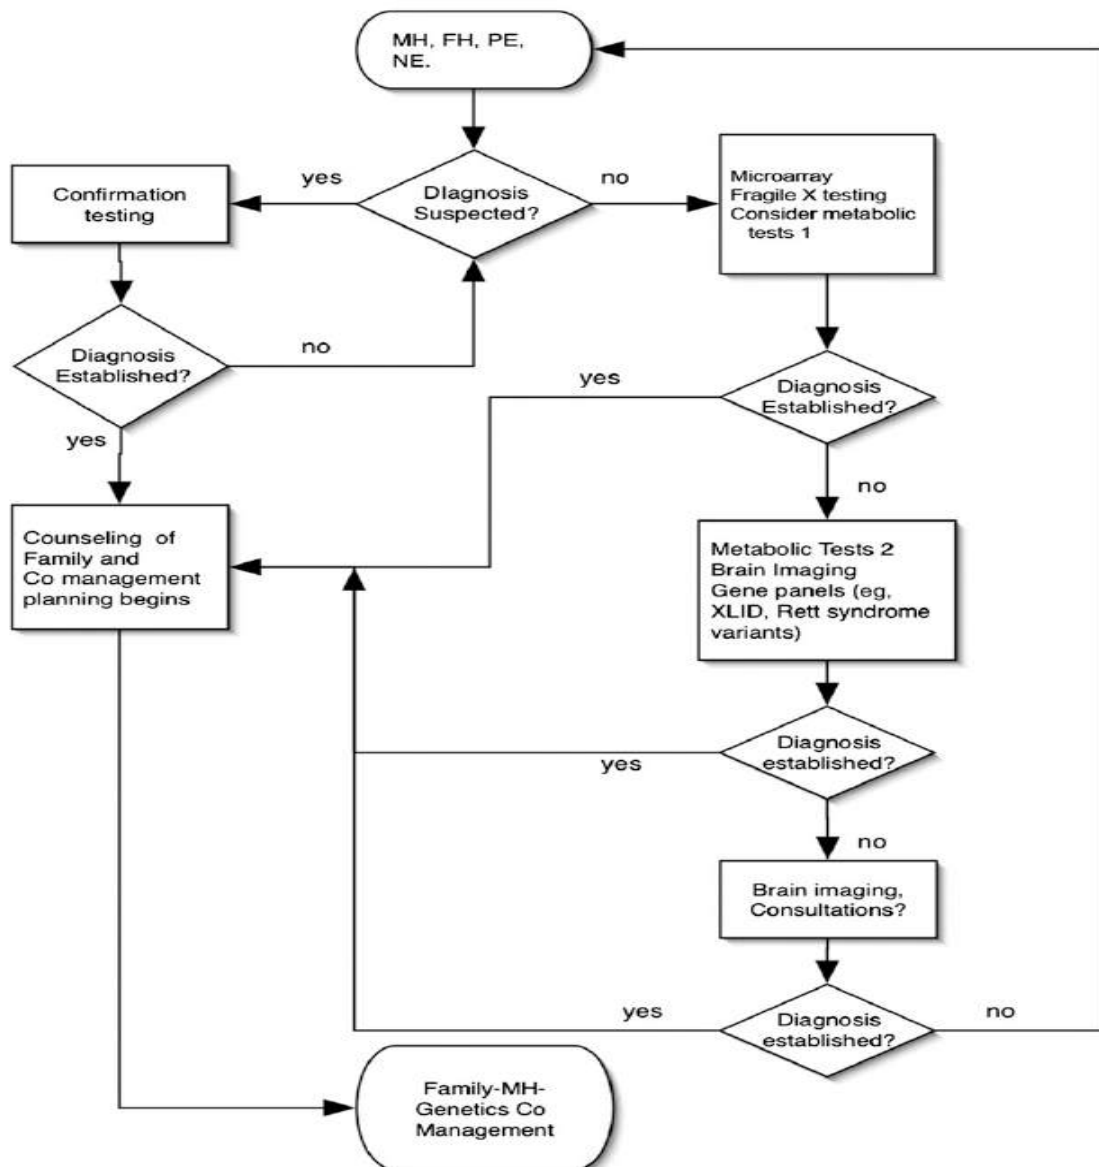 MH, FH, PE,
NE.
yes
DIagnosis
Suspected?
no
Confirmation
testing
Microarray
Fragile X testing
Consider metabolic
tests 1
Diagnosis
Established?
no
yes
yes
Diagnosis
Established?
no
Counseling of
Family and
Co management
planning begins
Metabolic Tests 2
Brain Imaging
Gene panels (eg,
XLID, Rett syndrome
variants)
yes
Diagnosis
established?
no
Brain imaging,
Consultations?
yes
Diagnosis
established?
no
Family-MH-
Genetics Co
Management